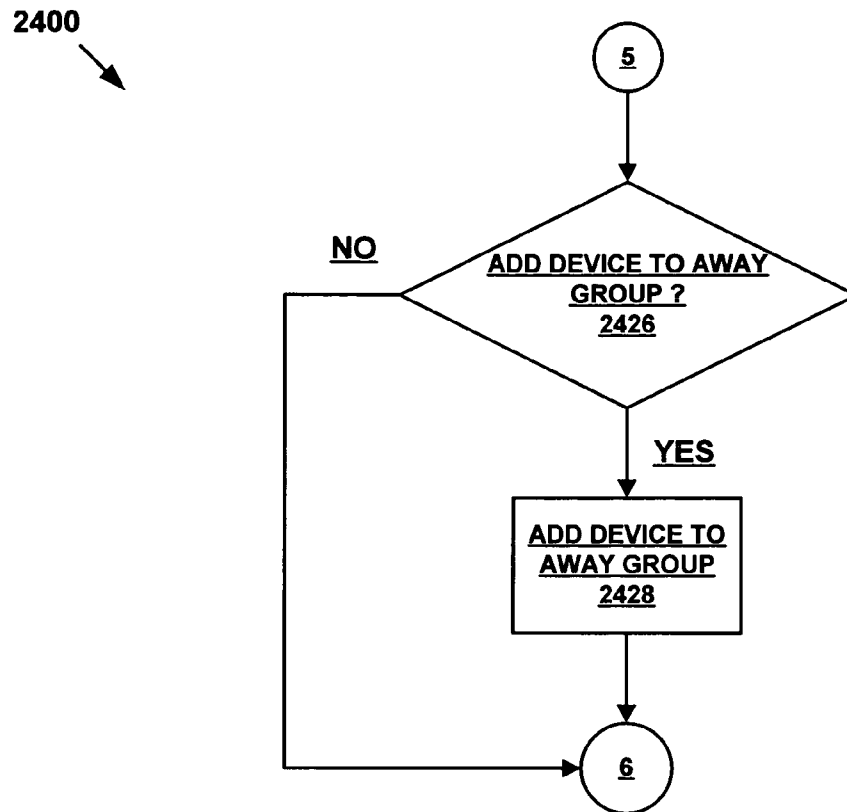 2400
5
NO
ADD DEVICE TO AWAY
GROUP ?
2426
YES
ADD DEVICE TO
AWAY GROUP
2428
6